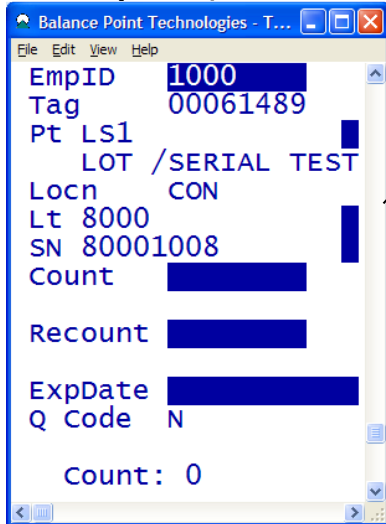 Balance Point Technologies - T...
File Edit View Help
EmpID 1000
Tag 00061489
Pt LS1
LOT /SERIAL TEST
Locn CON
Lt 8000
SN 80001008
Count
Recount
ExpDate
Q Code N
Count: 0